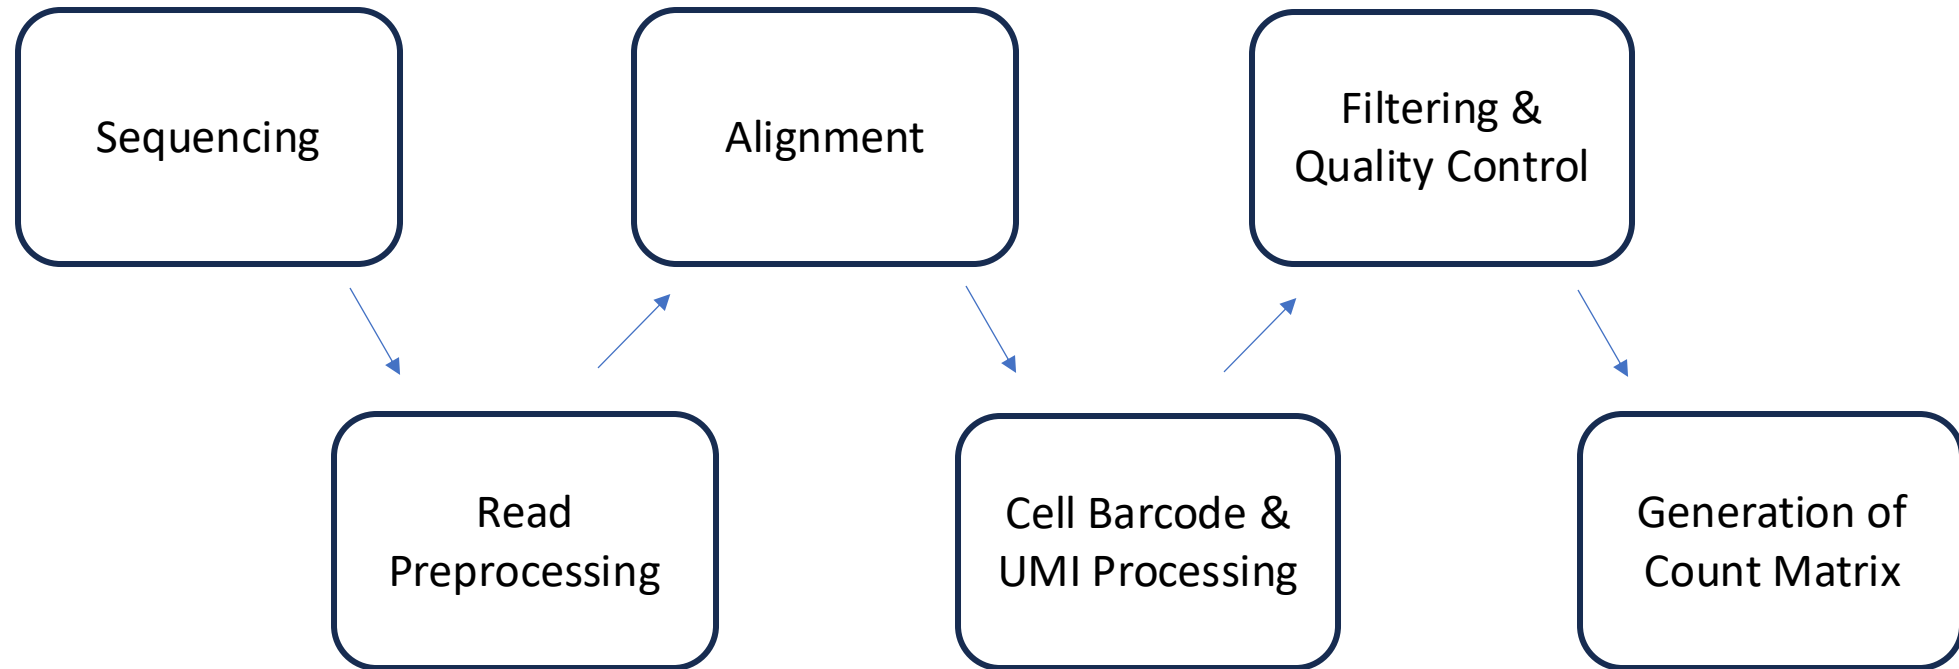 Sequencing
Read
Preprocessing
Alignment
Cell Barcode &
UMI Processing
Filtering &
Quality Control
Generation of
Count Matrix